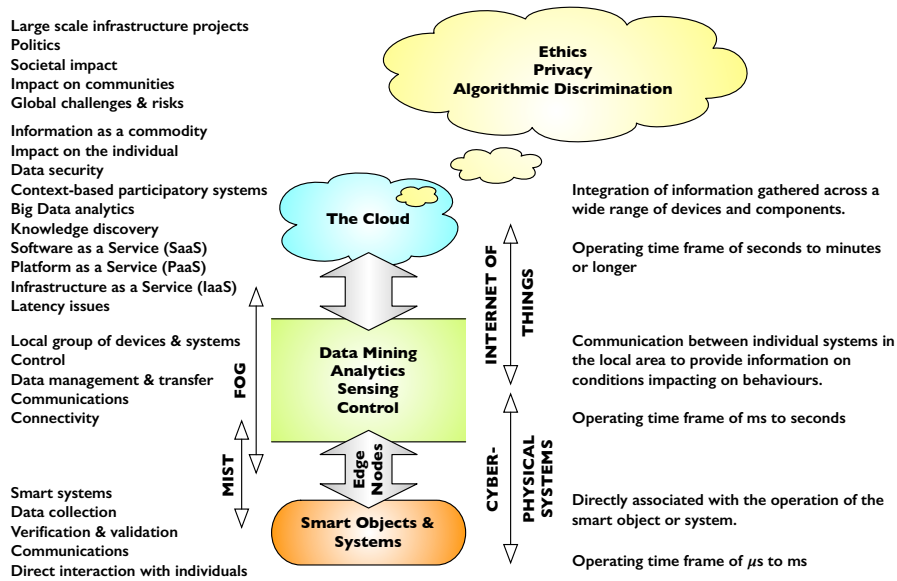 Large scale infrastructure projects
Politics
Societal impact
Impact on communities
Global challenges & risks
Information as a commodity
Impact on the individual
Data security
Context-based participatory systems
Big Data analytics
Knowledge discovery
Software as a Service (SaaS)
Platform as a Service (PaaS)
Infrastructure as a Service (IaaS)
Latency issues
Local group of devices & systems
Control
Data management & transfer
Communications
Connectivity
Smart systems
Data collection
Verification & validation
Communications
Direct interaction with individuals
FOG
MIST
Ethics
Privacy
Algorithmic Discrimination
The Cloud
Data Mining
Analytics
Sensing
Control
Edge
Nodes
Smart Objects &
Systems
INTERNET OF
THINGS
CYBER-
PHYSICAL
SYSTEMS
Integration of information gathered across a
wide range of devices and components.
Operating time frame of seconds to minutes
or longer
Communication between individual systems in
the local area to provide information on
conditions impacting on behaviours.
Operating time frame of ms to seconds
Directly associated with the operation of the
smart object or system.
Operating time frame of μs to ms